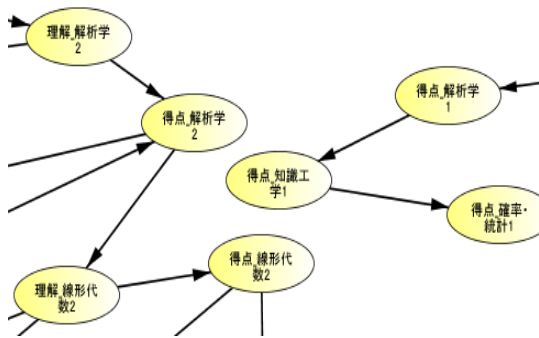 理解_解析学
2
得点_解析学
1
得点_解析学
2
得点_知識工
学1
得点_確率・
統計1
得点_線形代
数2
理解_線形代
数2